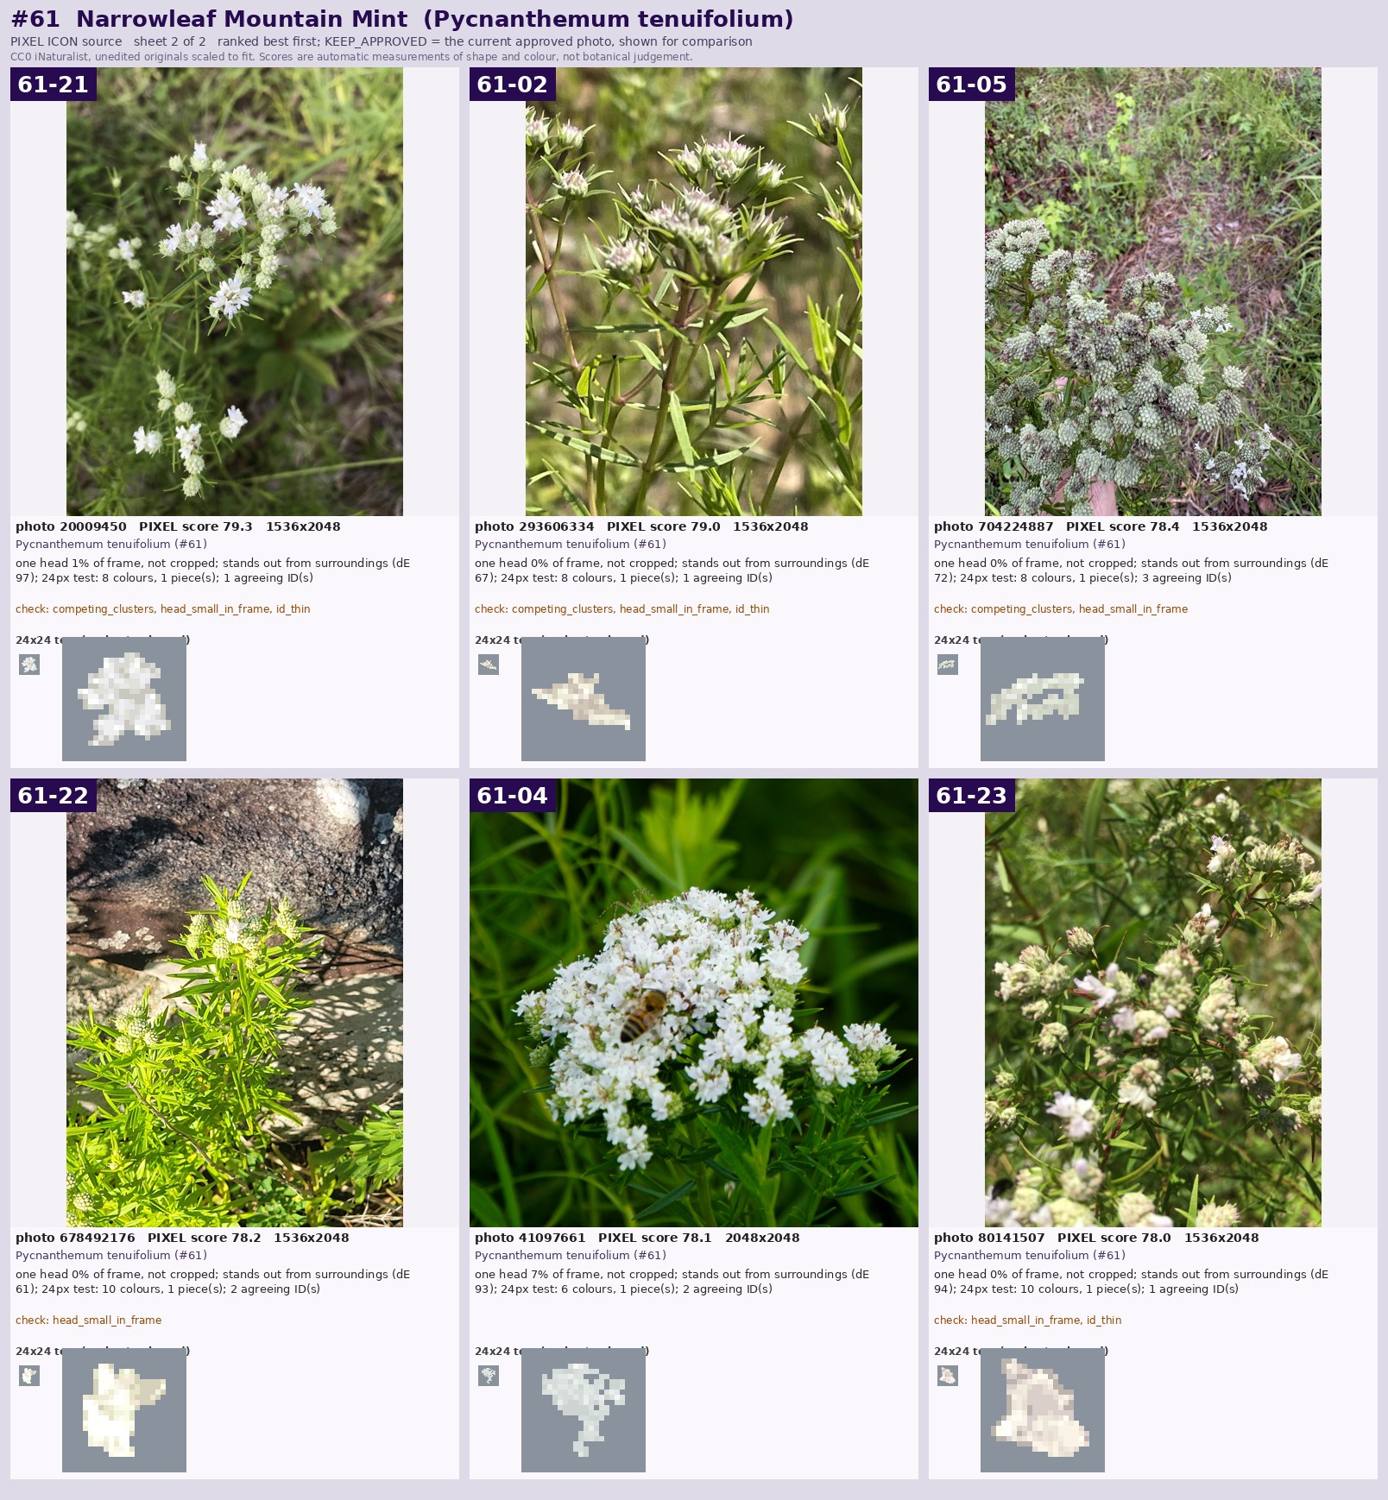 #61 Narrowleaf Mountain Mint (Pycnanthemum tenuifolium)
PIXEL ICON source sheet 2 of 2 ranked best first; KEEP_APPROVED = the current approved photo, shown for comparison
CC0 iNaturalist, unedited originals scaled to fit. Scores are automatic measurements of shape and colour, not botanical judgement.
61-21
photo 20009450 PIXEL score 79.3 1536x2048
Pycnanthemum tenuifolium (#61)
one head 1% of frame, not cropped; stands out from surroundings (dE
97); 24px test: 8 colours, 1 piece(s); 1 agreeing ID(s)
check: competing_clusters, head_small_in_frame, id_thin
24x24
61-02
photo 293606334 PIXEL score 79.0 1536x2048
Pycnanthemum tenuifolium (#61)
one head 0% of frame, not cropped; stands out from surroundings (dE
67); 24px test: 8 colours, 1 piece(s); 1 agreeing ID(s)
check: competing_clusters, head_small_in_frame, id_thin
24x24
61-05
photo 704224887 PIXEL score 78.4 1536x2048
Pycnanthemum tenuifolium (#61)
one head 0% of frame, not cropped; stands out from surroundings (dE
72); 24px test: 8 colours, 1 piece(s); 3 agreeing ID(s)
check: competing_clusters, head_small_in_frame
24x24
61-22
photo 678492176 PIXEL score 78.2 1536x2048
Pycnanthemum tenuifolium (#61)
one head 0% of frame, not cropped; stands out from surroundings (dE
61); 24px test: 10 colours, 1 piece(s); 2 agreeing ID(s)
check: head_small_in_frame
24x24
61-04
photo 41097661 PIXEL score 78.1 2048x2048
Pycnanthemum tenuifolium (#61)
one head 7% of frame, not cropped; stands out from surroundings (dE
93); 24px test: 6 colours, 1 piece(s); 2 agreeing ID(s)
24x24
61-23
photo 80141507 PIXEL score 78.0 1536x2048
Pycnanthemum tenuifolium (#61)
one head 0% of frame, not cropped; stands out from surroundings (dE
94); 24px test: 10 colours, 1 piece(s); 1 agreeing ID(s)
check: head_small_in_frame, id_thin
24x24